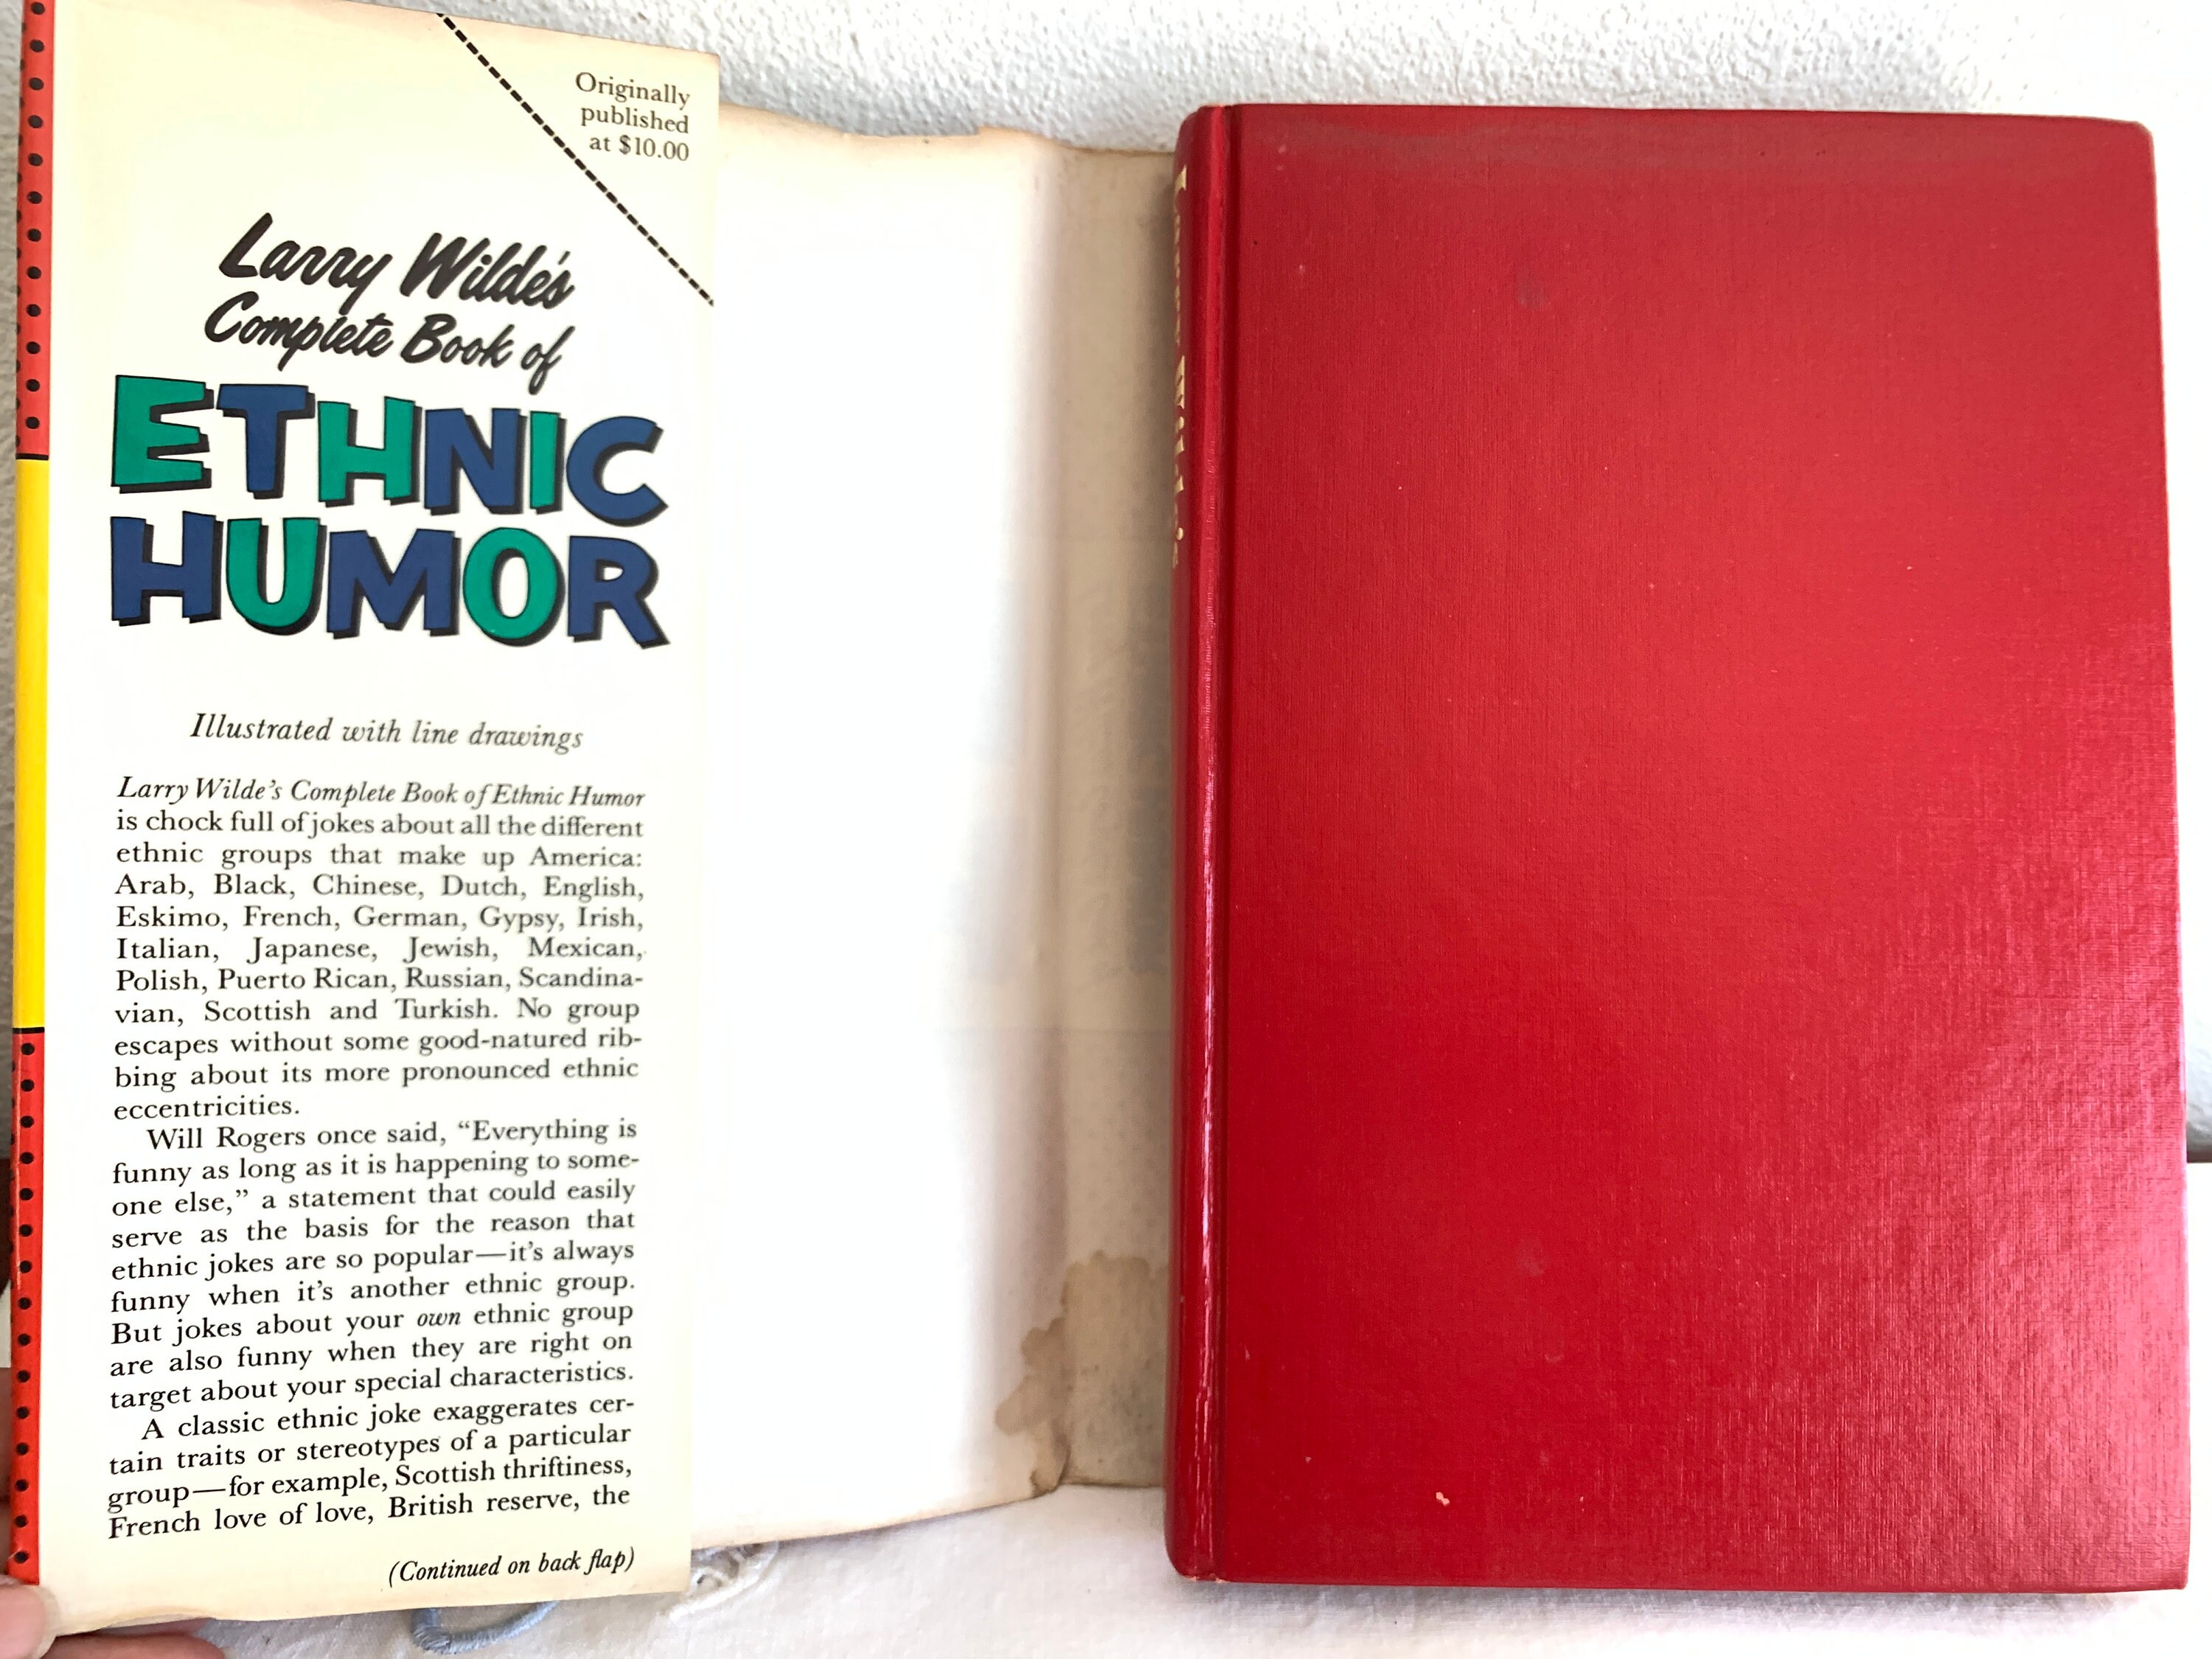 Originally
published
at $10.00
Larry Wilde's
Complete Book of
ETHNIC
HUMOR
Illustrated with line drawings
Larry Wilde's Complete Book of Ethnic Humor
is chock full of jokes about all the different
ethnic groups that make up America:
Arab, Black, Chinese, Dutch, English,
Eskimo, French, German, Gypsy, Irish,
Italian, Japanese, Jewish, Mexican,
Polish, Puerto Rican, Russian, Scandina-
vian, Scottish and Turkish. No group
escapes without some good-natured rib-
bing about its more pronounced ethnic
eccentricities.
Will Rogers once said, “Everything is
funny as long as it is happening to some-
one else,” a statement that could easily
serve as the basis for the reason that
ethnic jokes are so popular—it's always
funny when it's another ethnic group.
But jokes about your own ethnic group
are also funny when they are right on
target about your special characteristics.
A classic ethnic joke exaggerates cer-
tain traits or stereotypes of a particular
group—for example, Scottish thriftiness,
French love of love, British reserve, the
(Continued on back flap)